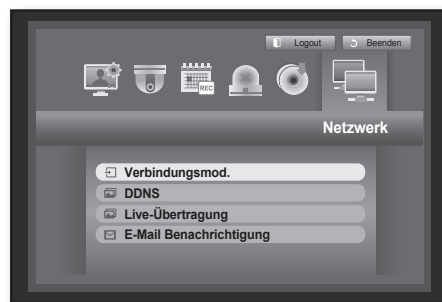 Logout Beenden
REC
Netzwerk
Verbindungsmod.
DDNS
Live-Übertragung
E-Mail Benachrichtigung